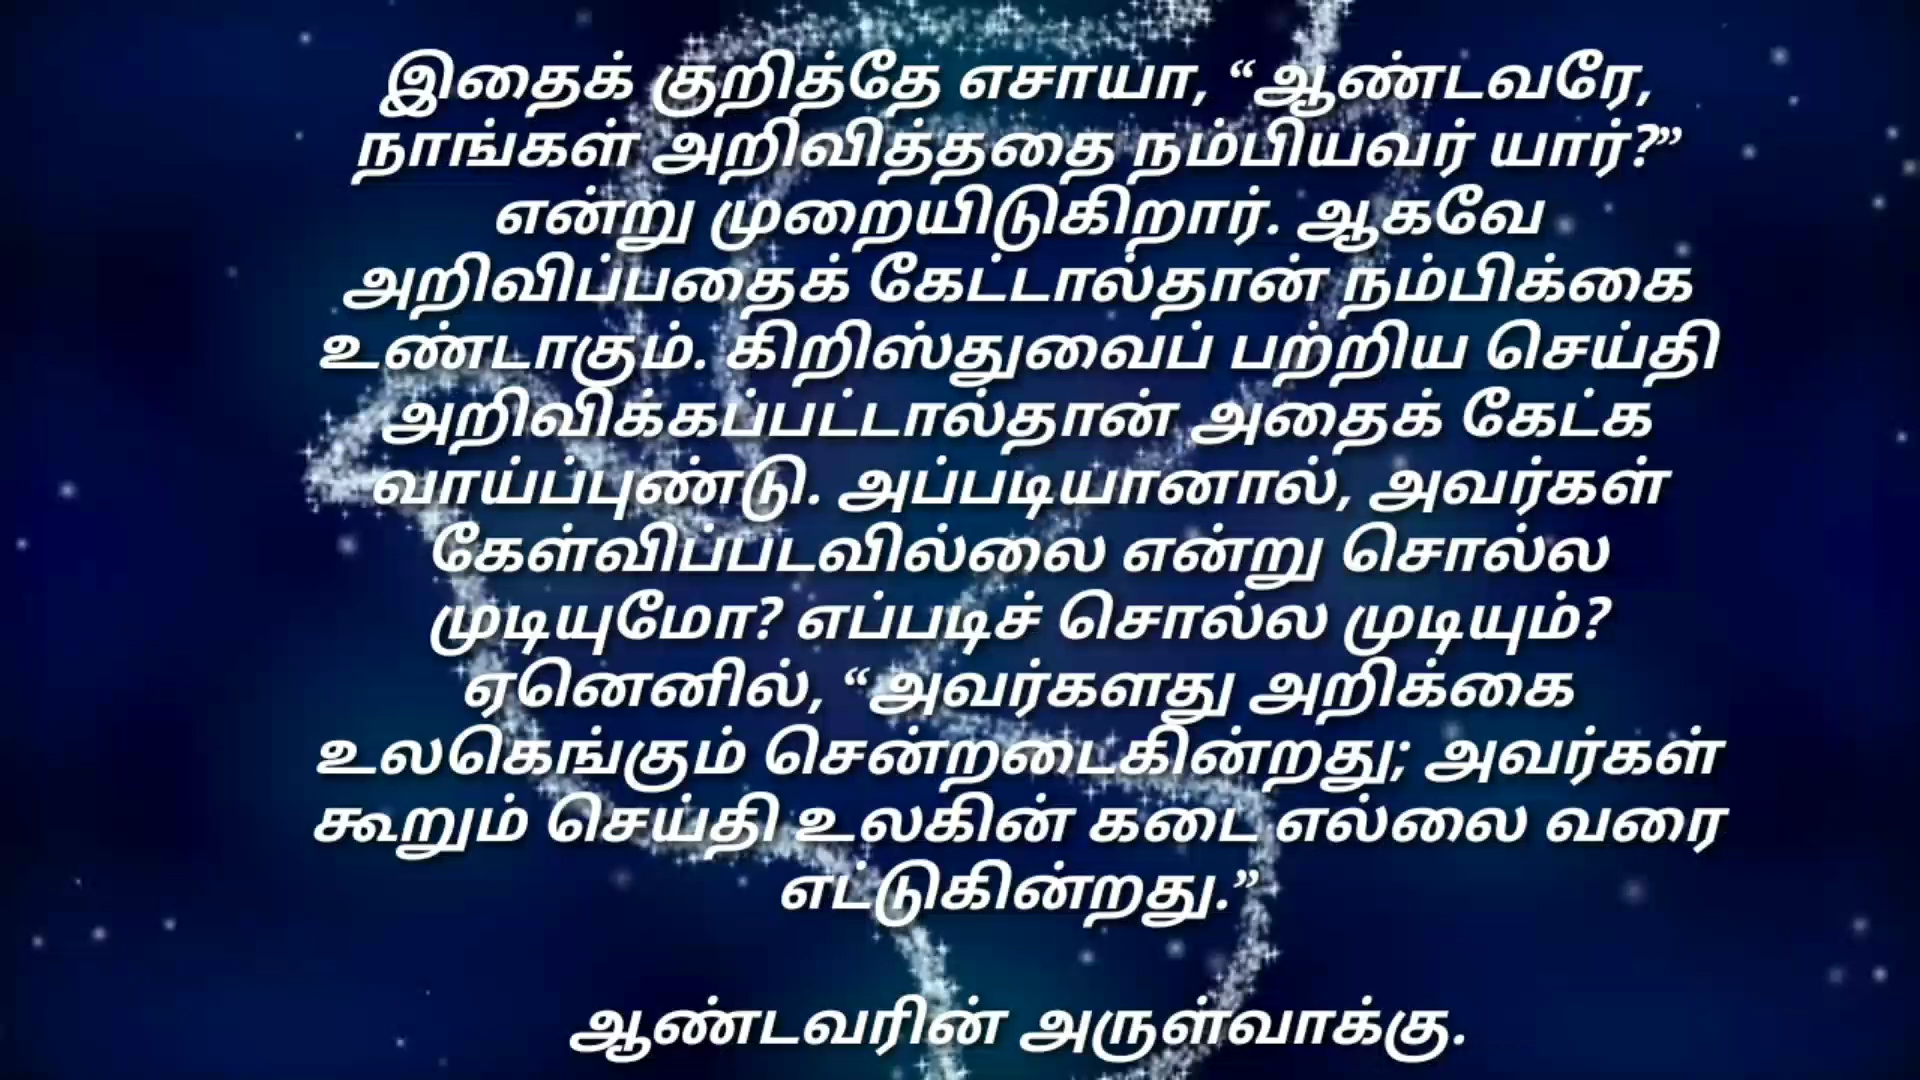 இதைக் குறித்தே எசாயா, “ஆண்டவரே,
நாங்கள் அறிவித்ததை நம்பியவர் யார்?”
என்று முறையிடுகிறார். ஆகவே
அறிவிப்பதைக் கேட்டால்தான் நம்பிக்கை
உண்டாகும். கிறிஸ்துவைப் பற்றிய செய்தி
அறிவிக்கப்பட்டால்தான் அதைக் கேட்க
வாய்ப்புண்டு. அப்படியானால், அவர்கள்
கேள்விப்படவில்லை என்று சொல்ல
முடியுமோ? எப்படிச் சொல்ல முடியும்?
ஏனெனில், “அவர்களது அறிக்கை
உலகெங்கும் சென்றடைகின்றது; அவர்கள்
கூறும் செய்தி உலகின் கடை எல்லை வரை
எட்டுகின்றது.”
ஆண்டவரின் அருள்வாக்கு.